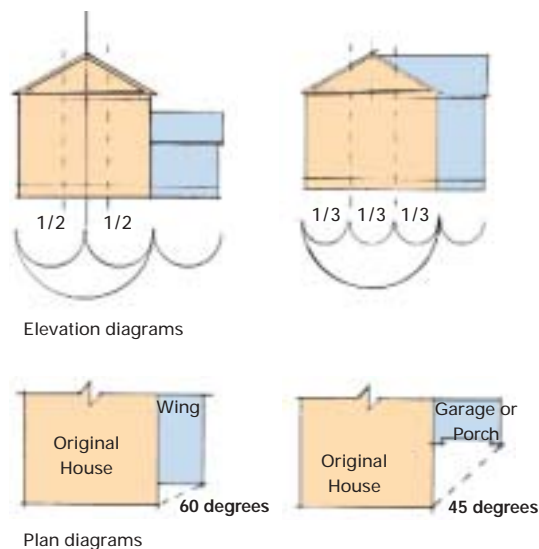 1/2 1/2
1/3 1/3 1/3
Elevation diagrams
Wing
Original
House
60 degrees
Garage or
Porch
Original
House
45 degrees
Plan diagrams